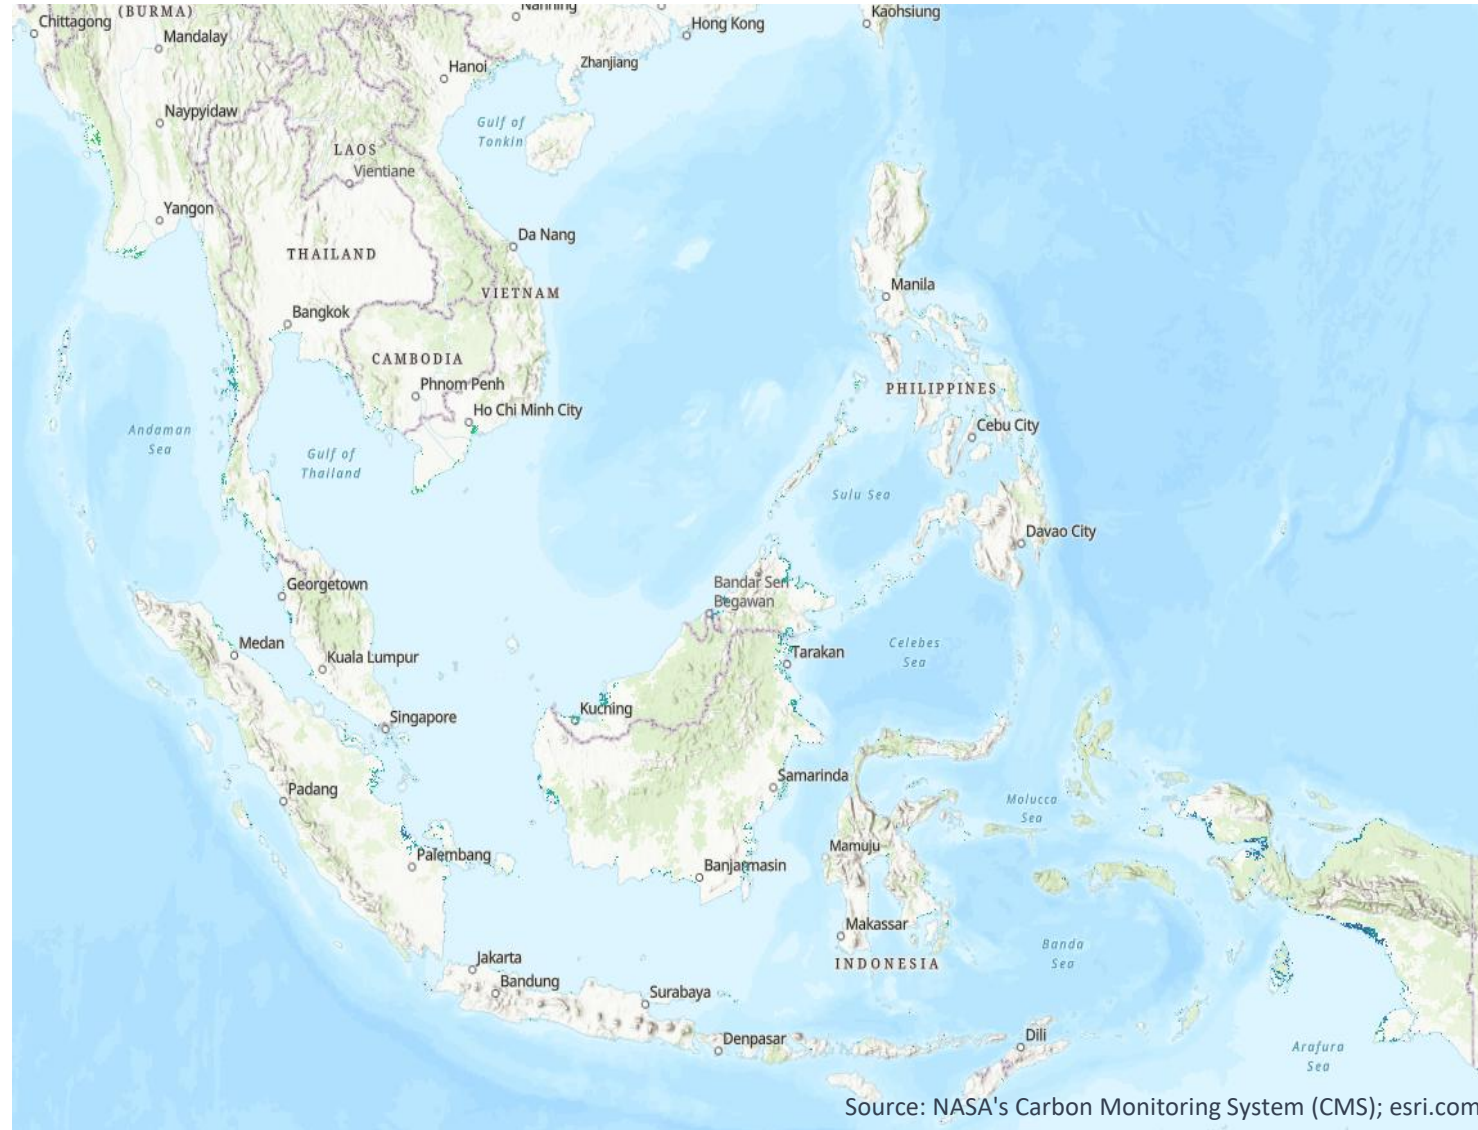 (BURMA)
Chittagong
Mandalay
Nanning
Hong Kong
Kaohsiung
Hanoi
Zhanjiang
Naypyidaw
Gulf of
Tonkin
LAOS
Vientiane
Yangon
Da Nang
THAILAND
VIETNAM
Manila
Bangkok
CAMBODIA
Phnom Penh
PHILIPPINES
Ho Chi Minh City
Cebu City
Andaman
Sea
Gulf of
Thailand
Sulu Sea
Davao City
Georgetown
Bandar Seri
Begawan
Medan
Kuala Lumpur
Celebes
Sea
Tarakan
Singapore
Kuching
Padang
Samarinda
Molucca
Sea
Palembang
Mamuju
Banjarmasin
Makassar
Banda
Sea
INDONESIA
Jakarta
Bandung
Surabaya
Denpasar
Dili
Arafura
Sea
Source: NASA's Carbon Monitoring System (CMS); esri.com